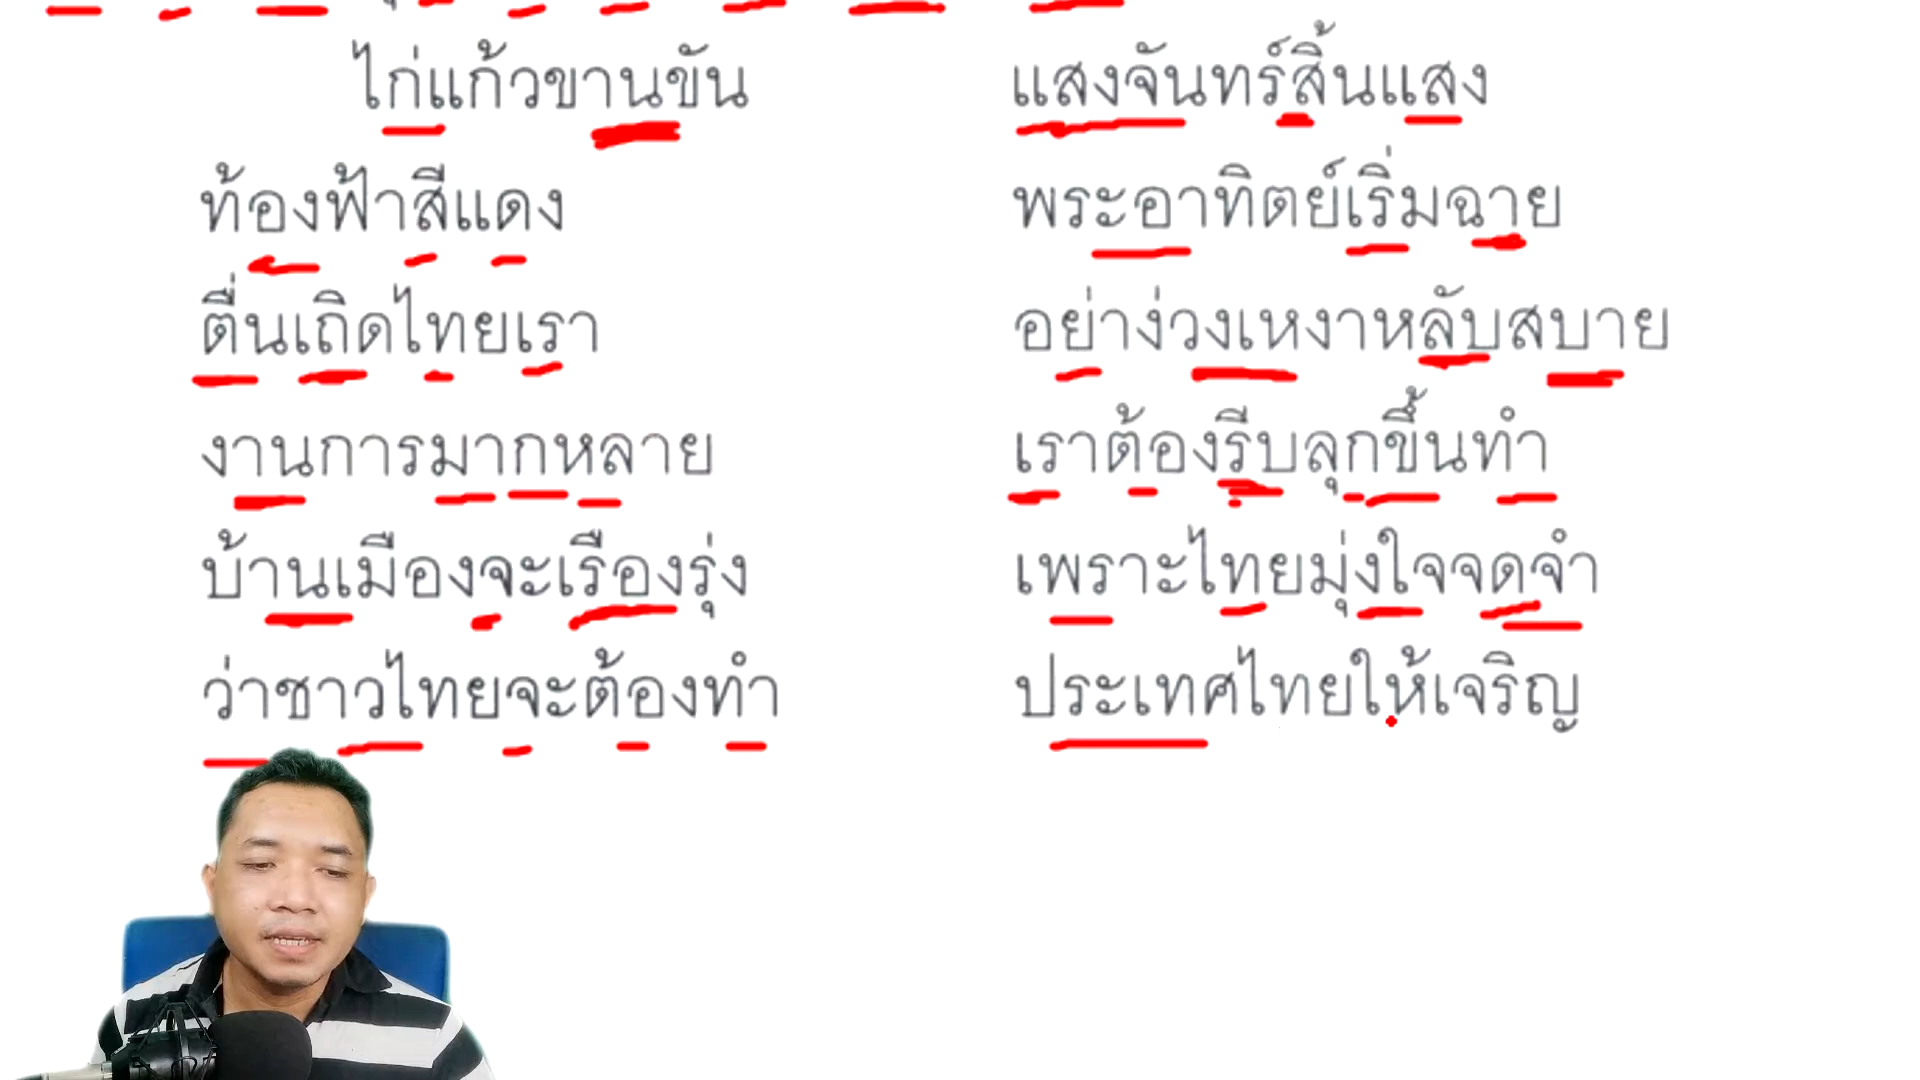 ไก่แก้วขานขัน แสงจันทร์สิ้นแสง
ท้องฟ้าสีแดง พระอาทิตย์เริ่มฉาย
ตื่นเถิดไทยเรา อย่าง่วงเหงาหลับสบาย
งานการมากหลาย เราต้องรีบลุกขึ้นทำ
บ้านเมืองจะเรืองรุ่ง เพราะไทยมุ่งใจจดจำ
ว่าชาวไทยจะต้องทำ ประเทศไทยให้เจริญ